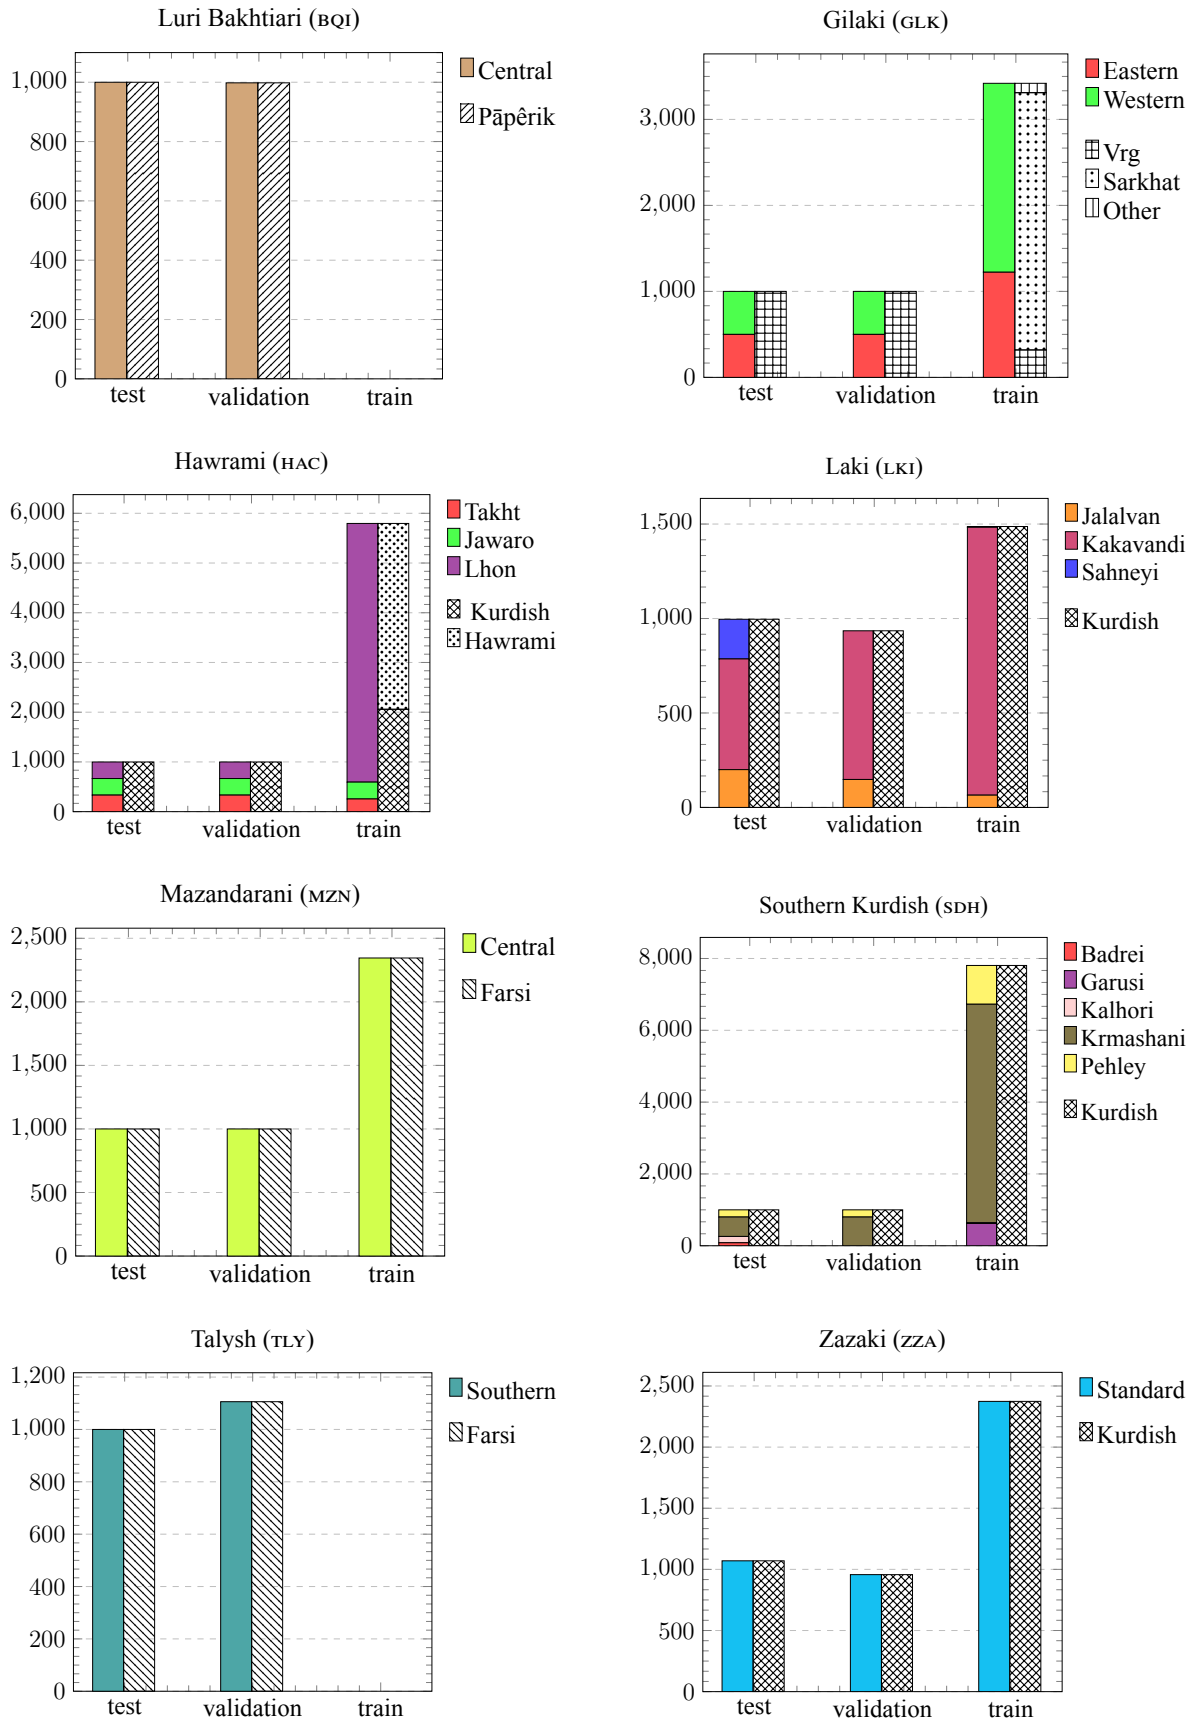 Luri Bakhtiari (BQI)
1,000
800
600
400
200
0
test validation train
Central
Pāpêrik
Gilaki (GLK)
3,000
2,000
1,000
0
test validation train
Eastern
Western
Vrg
Sarkhat
Other
Hawrami (HAC)
6,000
5,000
4,000
3,000
2,000
1,000
0
test validation train
Takht
Jawaro
Lhon
Kurdish
Hawrami
Laki (LKI)
1,500
1,000
500
0
test validation train
Jalalvan
Kakavandi
Sahneyi
Kurdish
Mazandarani (MZN)
2,500
2,000
1,500
1,000
500
0
test validation train
Central
Farsi
Southern Kurdish (SDH)
8,000
6,000
4,000
2,000
0
test validation train
Badrei
Garusi
Kalhori
Krmashani
Pehley
Kurdish
Talysh (TLY)
1,200
1,000
800
600
400
200
0
test validation train
Southern
Farsi
Zazaki (ZZA)
2,500
2,000
1,500
1,000
500
0
test validation train
Standard
Kurdish